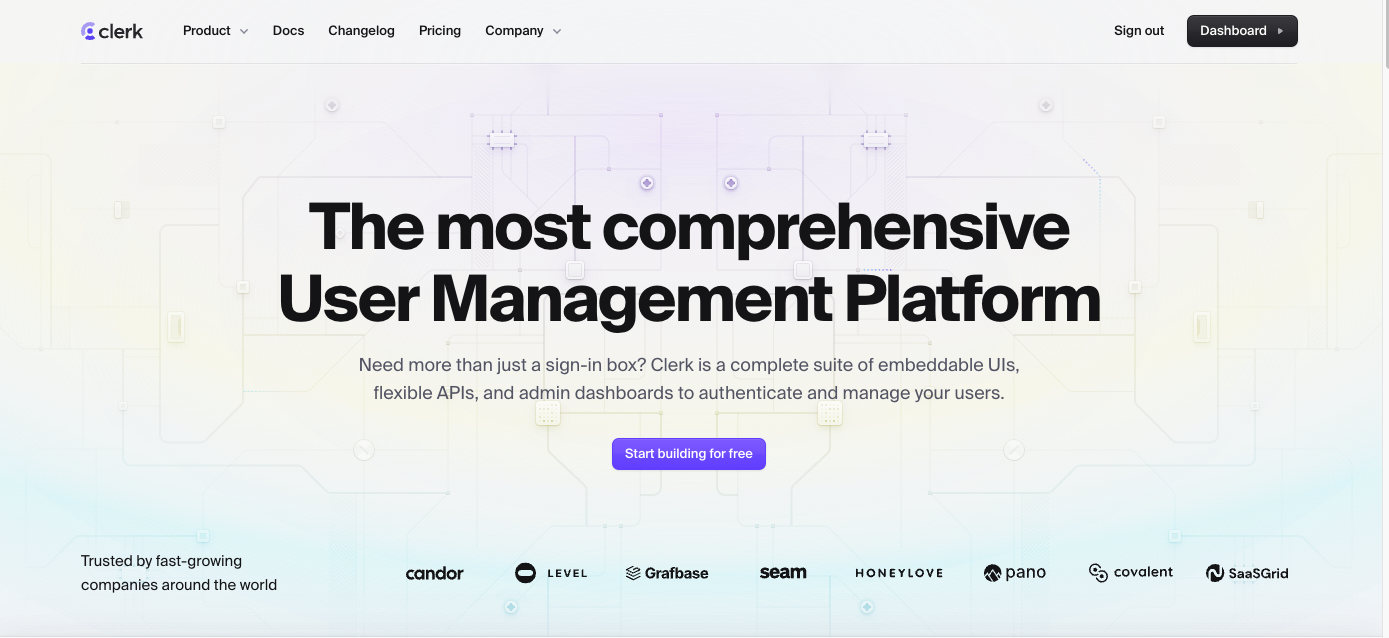 clerk
Product
Docs
Changelog
Pricing
Company
Sign out
Dashboard
The most comprehensive
User Management Platform
Need more than just a sign-in box? Clerk is a complete suite of embeddable UIs,
flexible APIs, and admin dashboards to authenticate and manage your users.
Start building for free
Trusted by fast-growing
companies around the world
candor
LEVEL
Grafbase
seam
HONEYLOVE
pano
covalent
SaaSGrid